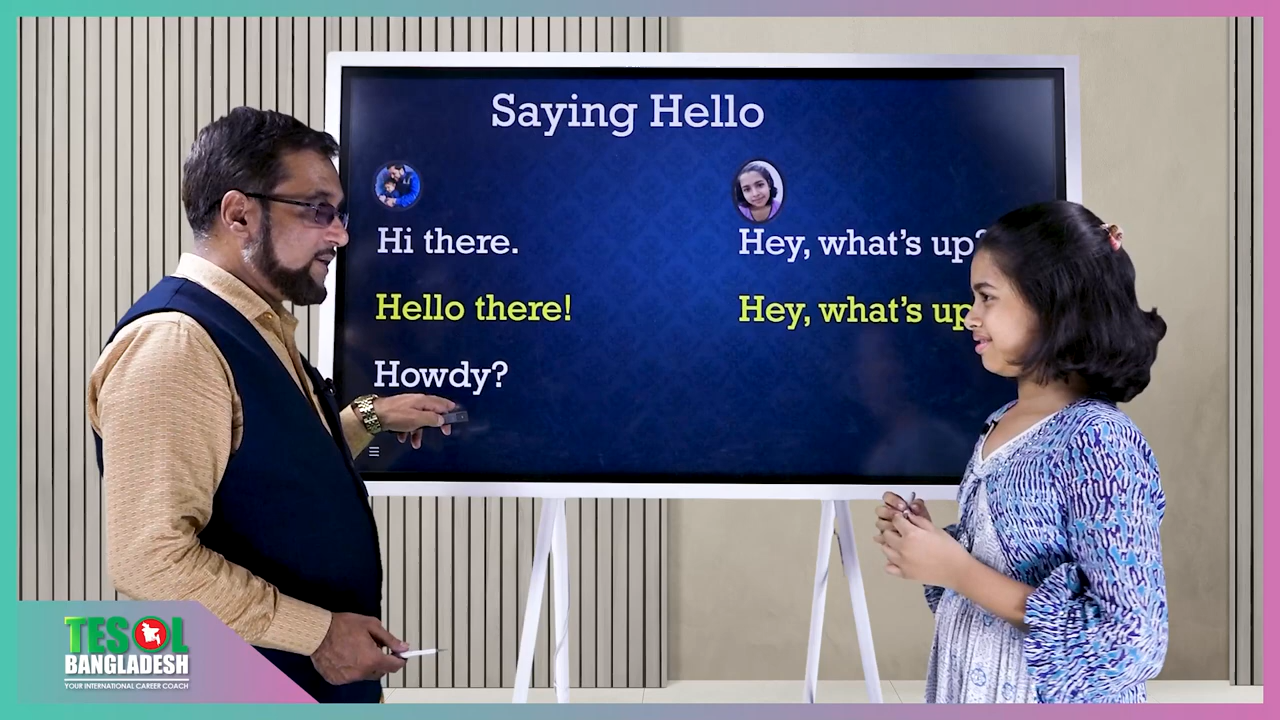 Saying Hello
Hi there.
Hey, what's up?
Hello there!
Hey, what's up
Howdy?
TESOL
BANGLADESH
YOUR INTERNATIONAL CAREER COACH